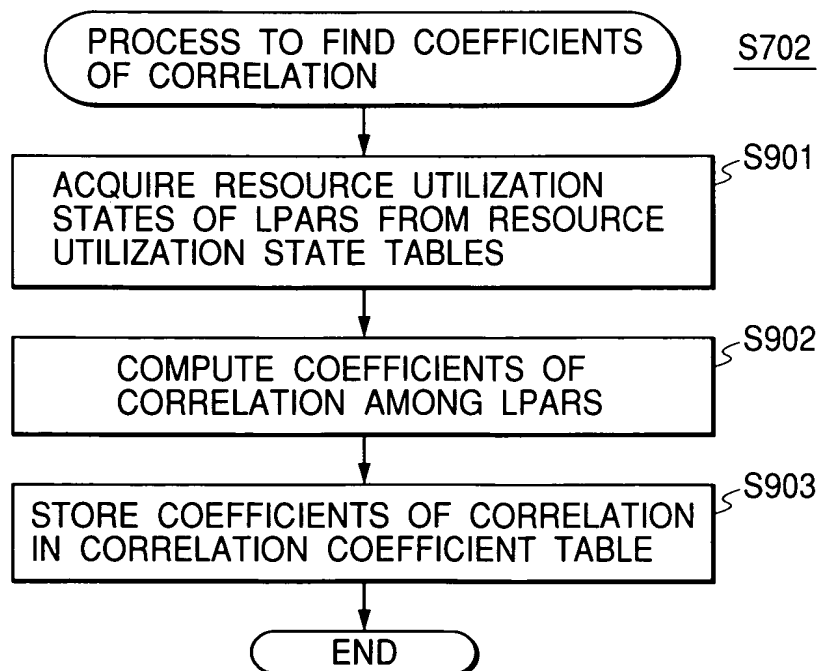 PROCESS TO FIND COEFFICIENTS
OF CORRELATION
S702
S901
ACQUIRE RESOURCE UTILIZATION
STATES OF LPARS FROM RESOURCE
UTILIZATION STATE TABLES
S902
COMPUTE COEFFICIENTS OF
CORRELATION AMONG LPARS
S903
STORE COEFFICIENTS OF CORRELATION
IN CORRELATION COEFFICIENT TABLE
END